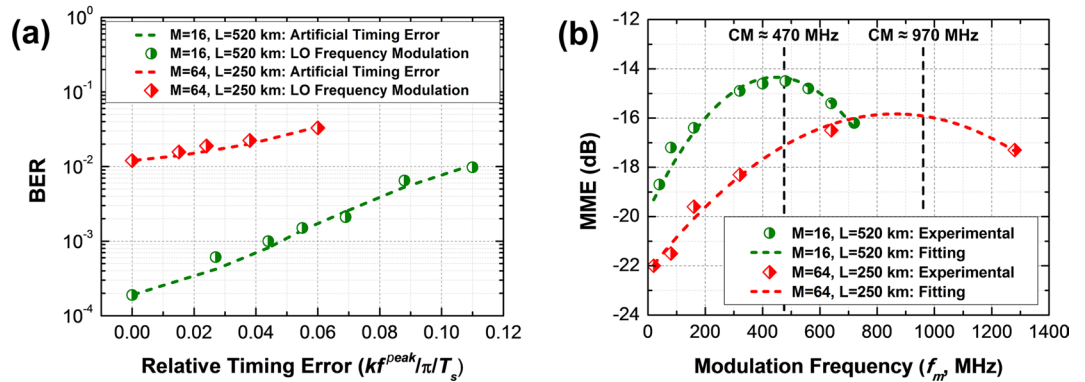 (a)
M=16, L=520 km: Artificial Timing Error
M=16, L=520 km: LO Frequency Modulation
M=64, L=250 km: Artificial Timing Error
M=64, L=250 km: LO Frequency Modulation
BER
10⁰
10⁻¹
10⁻²
10⁻³
10⁻⁴
0.00 0.02 0.04 0.06 0.08 0.10 0.12
Relative Timing Error (kf^peak/π/T_s)
(b)
CM ≈ 470 MHz CM ≈ 970 MHz
MME (dB)
-12
-14
-16
-18
-20
-22
-24
M=16, L=520 km: Experimental
M=16, L=520 km: Fitting
M=64, L=250 km: Experimental
M=64, L=250 km: Fitting
0 200 400 600 800 1000 1200 1400
Modulation Frequency (f_m, MHz)